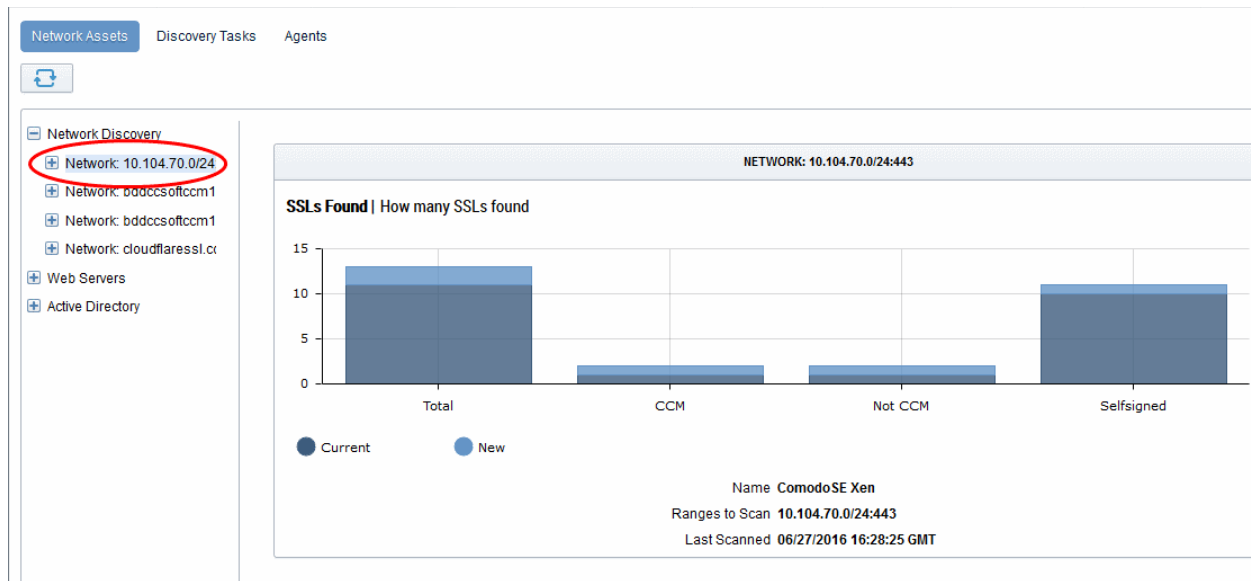 Network Assets Discovery Tasks Agents
Network Discovery
Network: 10.104.70.0/24
Network: bddccsoftccm1
Network: bddccsoftccm1
Network: cloudflaressl.cc
Web Servers
Active Directory
NETWORK: 10.104.70.0/24:443
SSLs Found | How many SSLs found
15
10
5
0
Total CCM Not CCM Selfsigned
Current New
Name ComodoSE Xen
Ranges to Scan 10.104.70.0/24:443
Last Scanned 06/27/2016 16:28:25 GMT